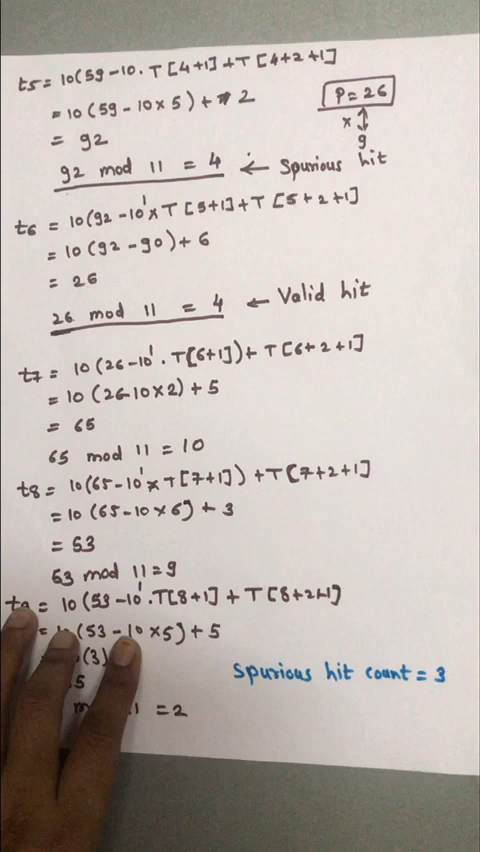 t5 = 10(59-10. T[4+1]+T[4+2+1]
= 10(59-10×5)+ 2
= 92
P=26
x
9
92 mod 11 = 4 ← Spurious hit
t6 = 10(92-10¹×T[5+1]+T[5+2+1]
= 10(92-90)+6
= 26
26 mod 11 = 4 ← Valid hit
t7 = 10(26-10¹.T[6+1])+T[6+2+1]
= 10(26-10×2)+5
= 65
65 mod 11 = 10
t8 = 10(65-10¹×T[7+1])+T[7+2+1]
= 10(65-10×6)+3
= 53
53 mod 11=9
= 10(53-10¹.T[8+1]+T[8+2+1)
(53-10×5)+5
(3)
5
Spurious hit count = 3
=2